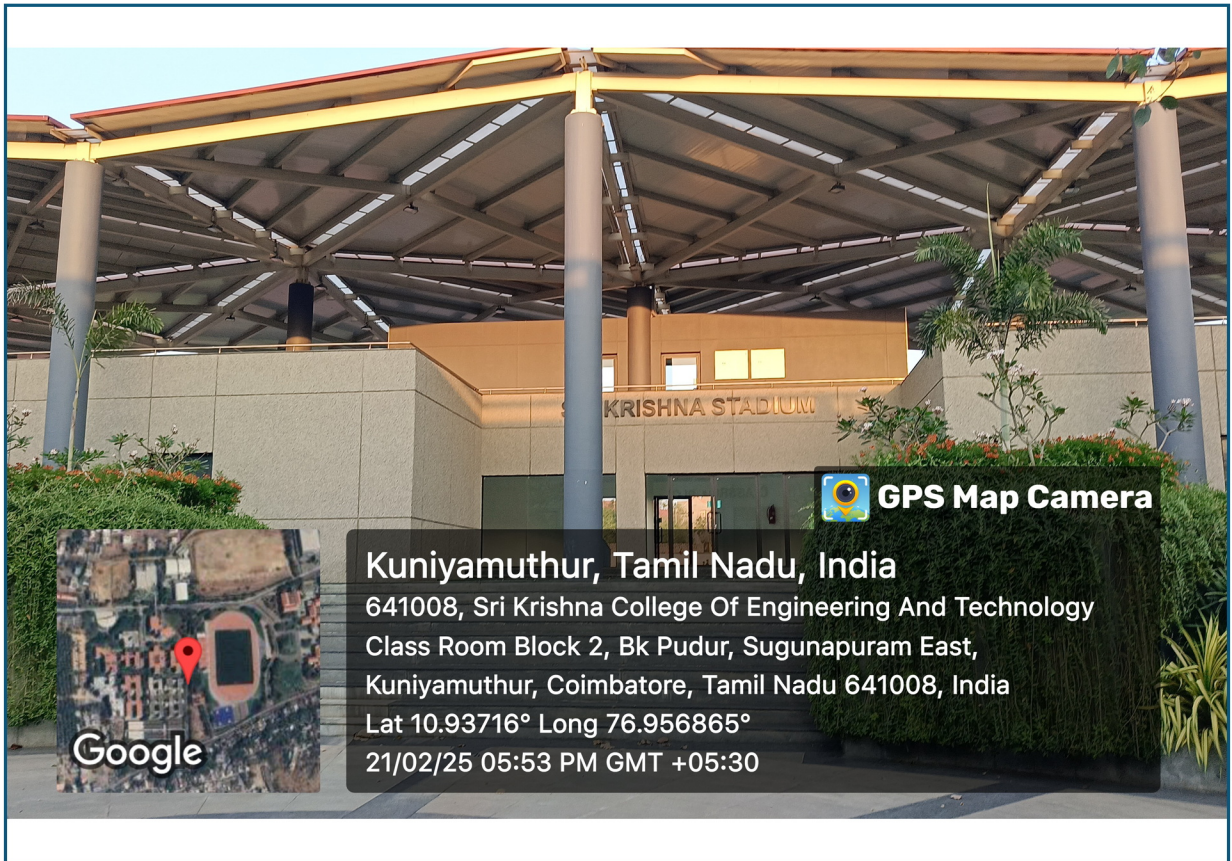 KRISHNA STADIUM
GPS Map Camera
Kuniyamuthur, Tamil Nadu, India
641008, Sri Krishna College Of Engineering And Technology
Class Room Block 2, Bk Pudur, Sugunapuram East,
Kuniyamuthur, Coimbatore, Tamil Nadu 641008, India
Lat 10.93716° Long 76.956865°
21/02/25 05:53 PM GMT +05:30
Google